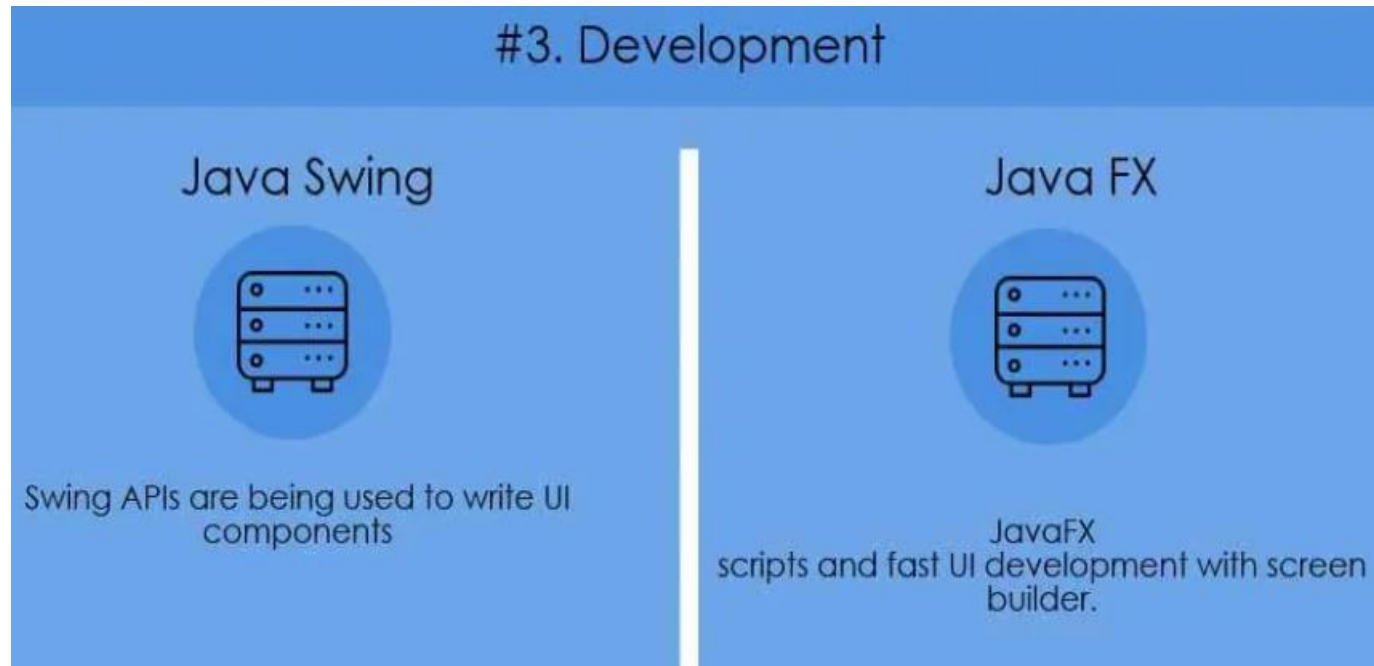 #3. Development
Java Swing
Swing APIs are being used to write UI
components
Java FX
JavaFX
scripts and fast UI development with screen
builder.